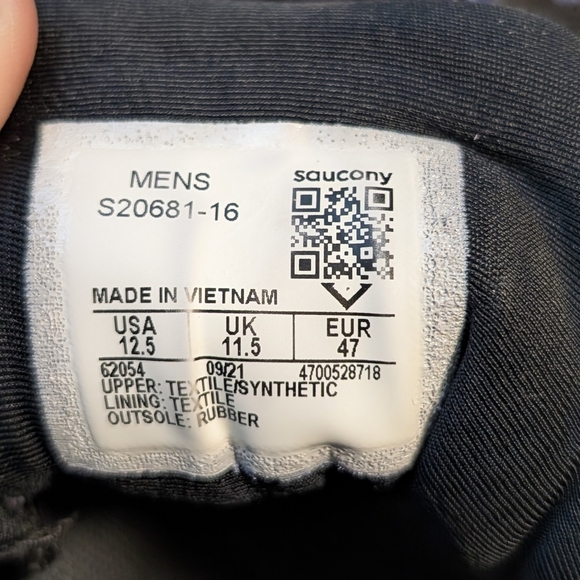 MENS
S20681-16
saucony
MADE IN VIETNAM
USA UK EUR
12.5 11.5 47
62054 09/21 4700528718
UPPER: TEXTILE/SYNTHETIC
LINING: TEXTILE
OUTSOLE: RUBBER